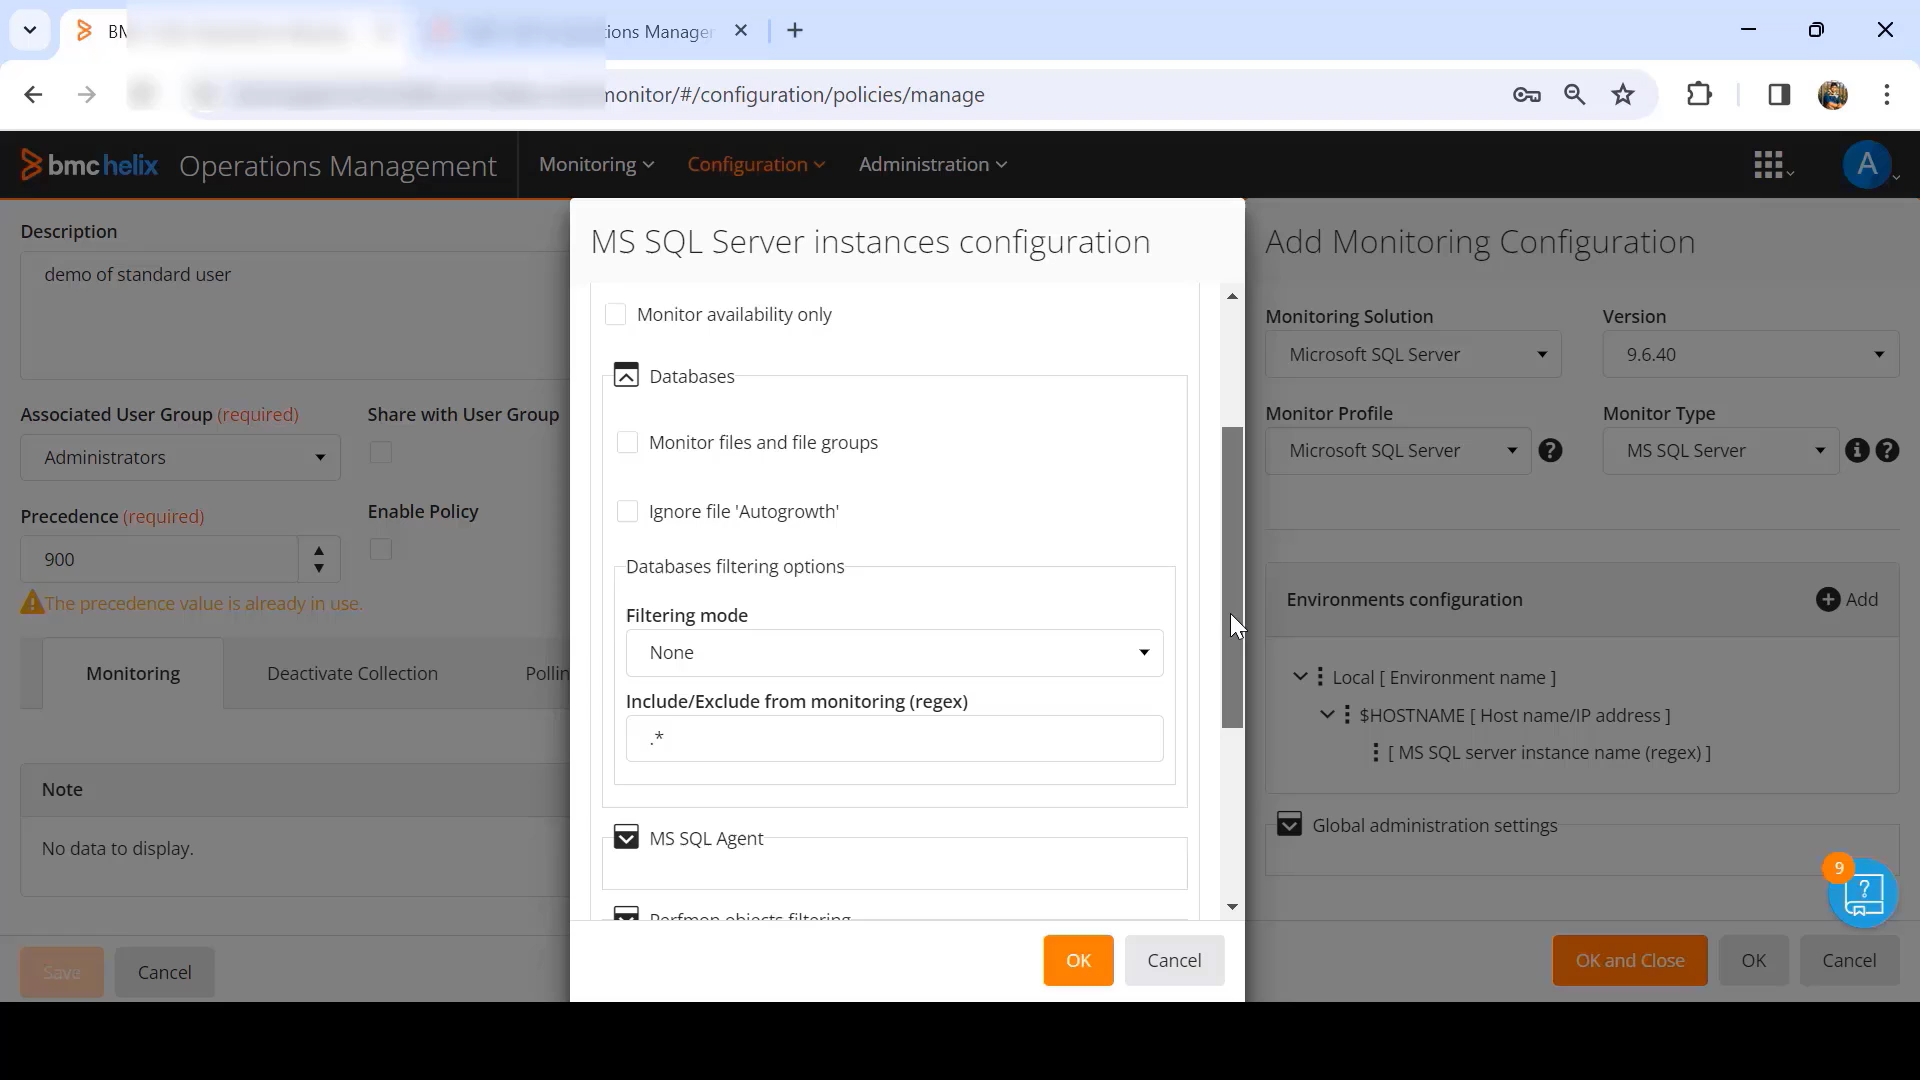 BM
ions Manager
monitor/#/configuration/policies/manage
bmc helix Operations Management
Monitoring
Configuration
Administration
A
Description
demo of standard user
Associated User Group (required)
Share with User Group
Administrators
Precedence (required)
Enable Policy
900
The precedence value is already in use.
Monitoring
Deactivate Collection
Pollin
Note
No data to display.
Save
Cancel
MS SQL Server instances configuration
Monitor availability only
Databases
Monitor files and file groups
Ignore file 'Autogrowth'
Databases filtering options
Filtering mode
None
Include/Exclude from monitoring (regex)
.*
MS SQL Agent
Perfmon objects filtering
OK
Cancel
Add Monitoring Configuration
Monitoring Solution
Version
Microsoft SQL Server
9.6.40
Monitor Profile
Monitor Type
Microsoft SQL Server
MS SQL Server
Environments configuration
Add
Local [ Environment name ]
$HOSTNAME [ Host name/IP address ]
[ MS SQL server instance name (regex) ]
Global administration settings
9
OK and Close
OK
Cancel